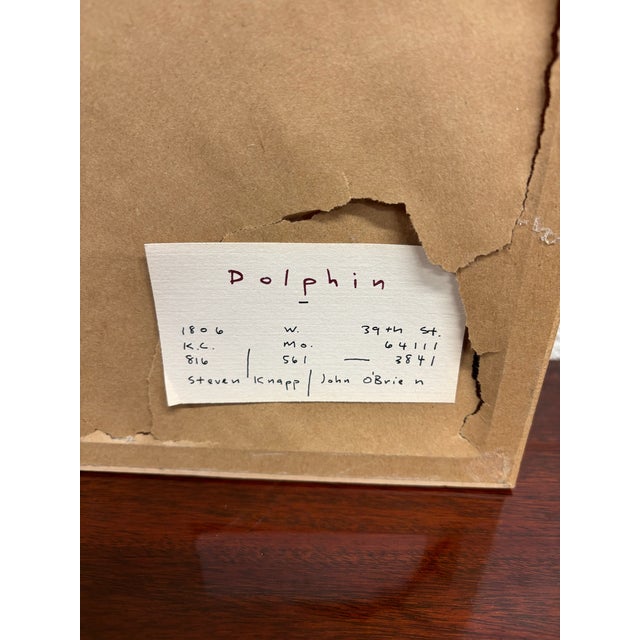 Dolphin
1806 W. 39th St.
K.C. Mo. 64111
816 / 561 — 3841
Steven Knapp / John O'Brien